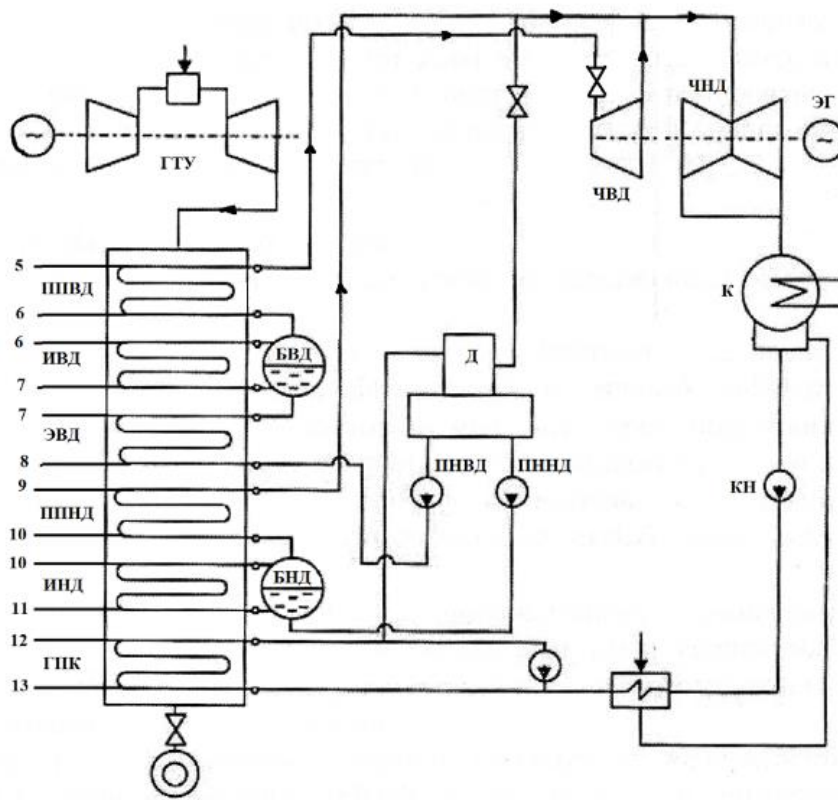 ЧНД
ЭГ
~
~
ГТУ
ЧВД
5
ППВД
К
6
6
БВД
ИВД
Д
7
7
ЭВД
ПНВД
ПННД
8
КН
9
ППНД
10
10
БНД
ИНД
11
12
ГПК
13